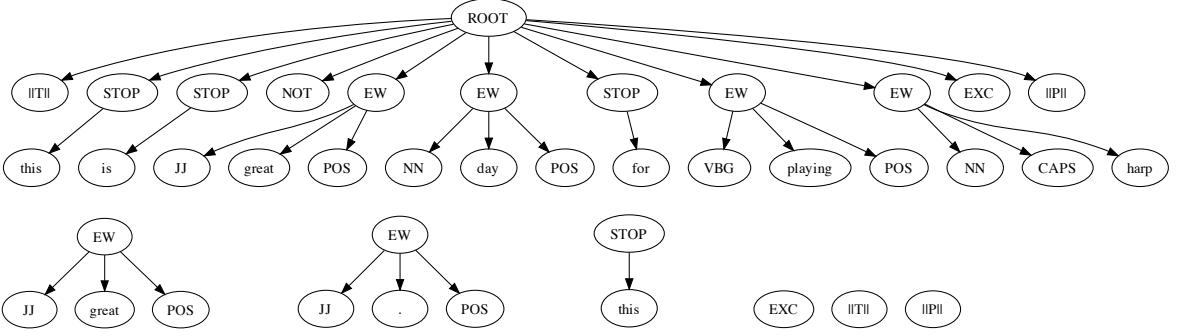 ROOT
||T|| STOP STOP NOT EW EW STOP EW EW EXC ||P||
this is JJ great POS NN day POS for VBG playing POS NN CAPS harp
EW EW STOP
JJ great POS JJ . POS this EXC ||T|| ||P||